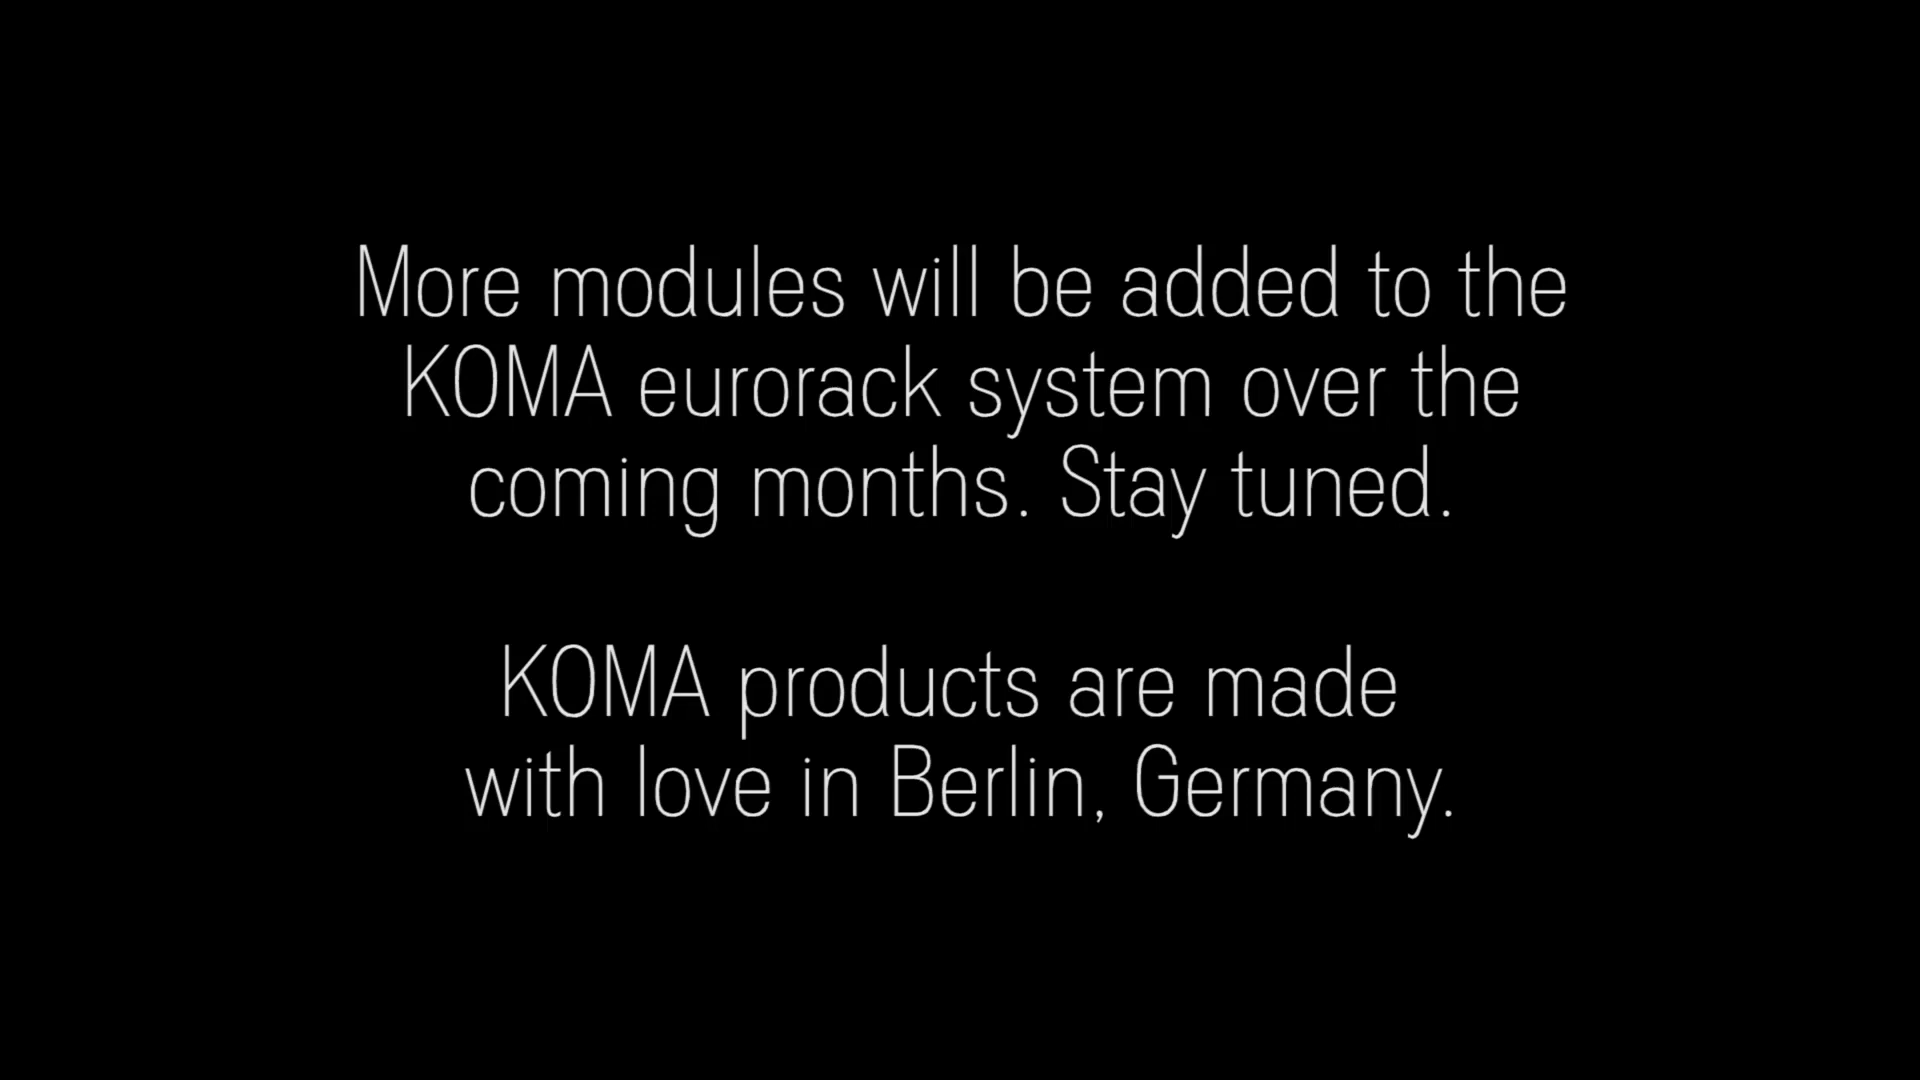 More modules will be added to the
KOMA eurorack system over the
coming months. Stay tuned.
KOMA products are made
with love in Berlin, Germany.